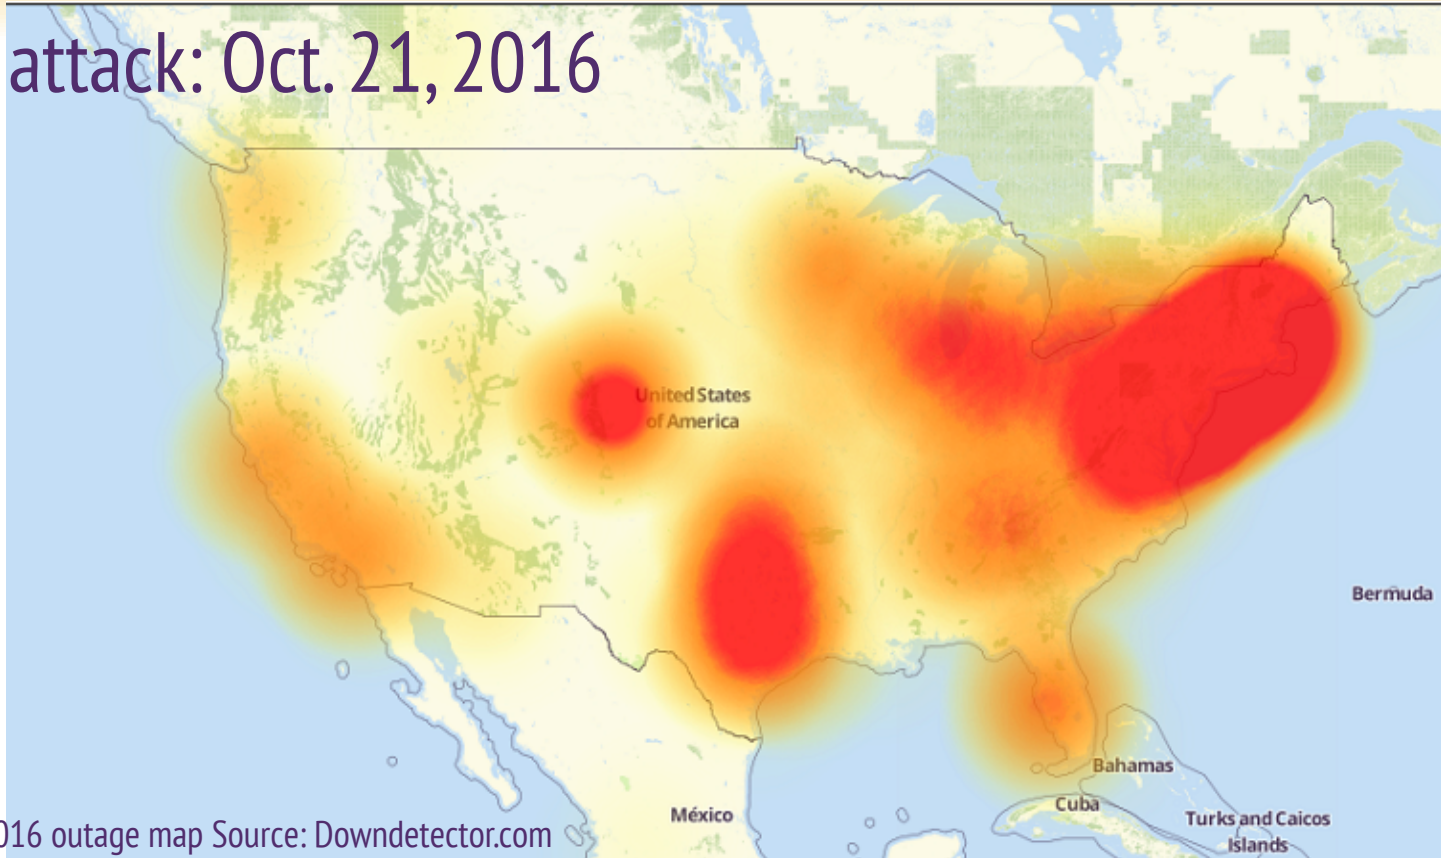 attack: Oct. 21, 2016
United States
of America
Bermuda
Bahamas
Cuba
México
Turks and Caicos
Islands
016 outage map Source: Downdetector.com